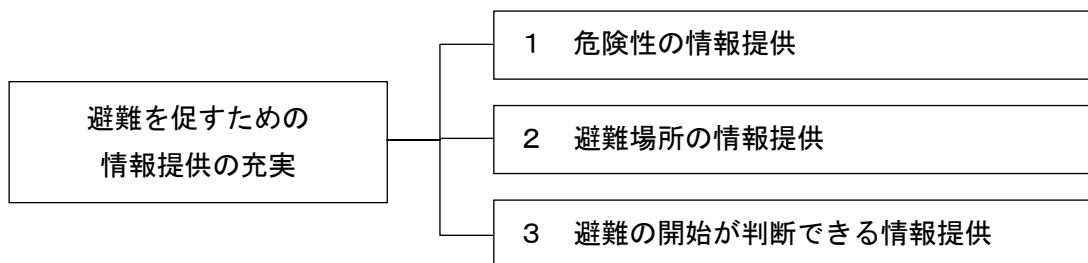 避難を促すための
情報提供の充実
１　危険性の情報提供
２　避難場所の情報提供
３　避難の開始が判断できる情報提供